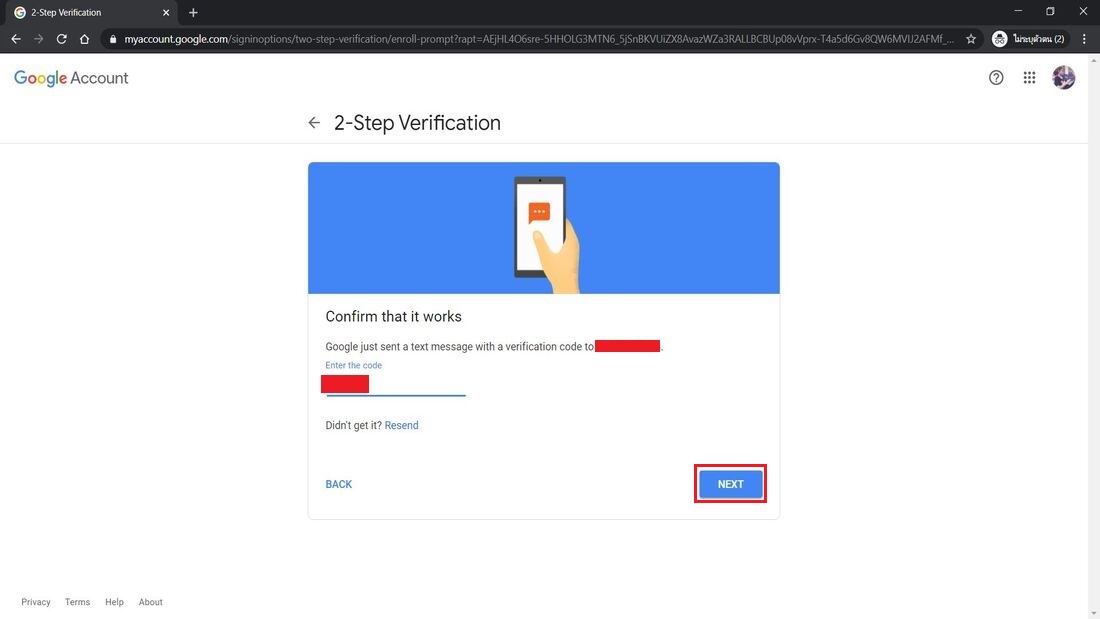 2-Step Verification
myaccount.google.com/signinoptions/two-step-verification/enroll-prompt?rapt=AEjHL4O6sre-5HHOLG3MTN6_5jSnBKVUiZX8AvazWZa3RALLBCBUp08vVprx-T4a5d6Gv8QW6MVIJ2AFMf_...
ไม่ระบุตัวตน (2)
Google Account
2-Step Verification
Confirm that it works
Google just sent a text message with a verification code to .
Enter the code
Didn't get it? Resend
BACK
NEXT
Privacy Terms Help About